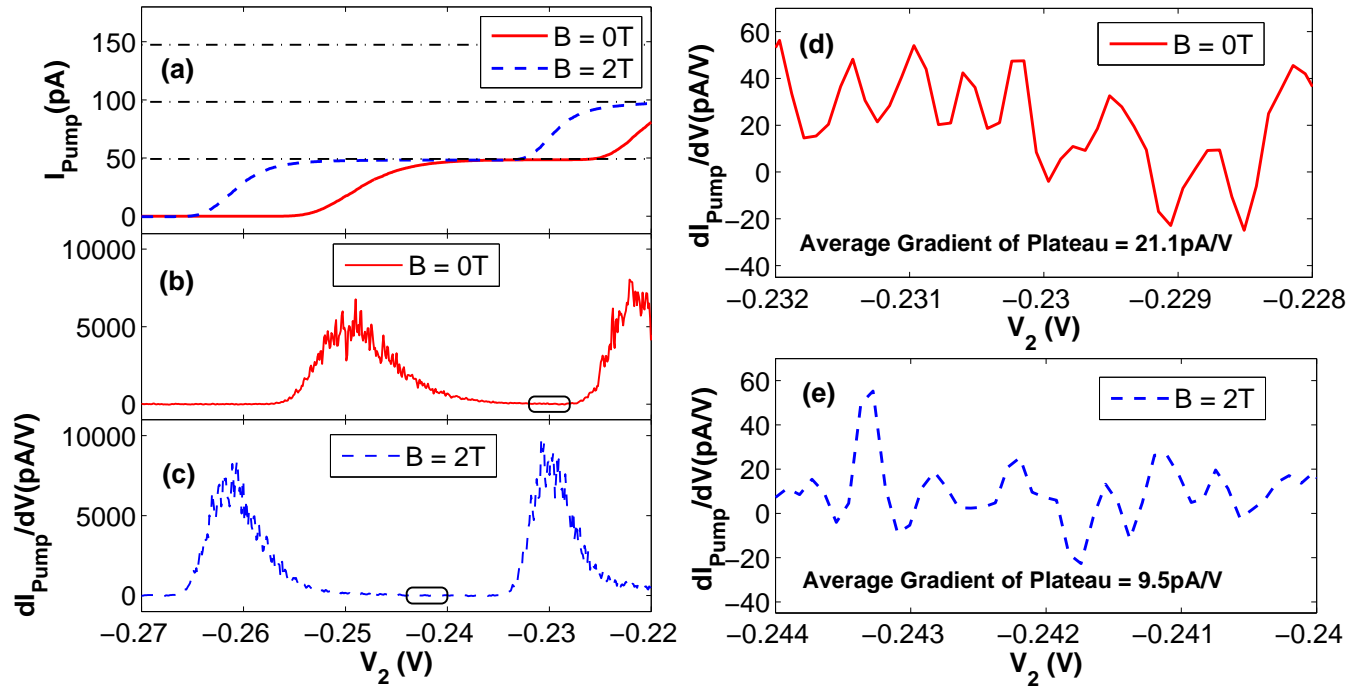 (a)
B = 0T
B = 2T
150
100
50
0
I_Pump(pA)
(b)
B = 0T
10000
5000
0
(c)
B = 2T
10000
5000
0
dI_Pump/dV(pA/V)
−0.27 −0.26 −0.25 −0.24 −0.23 −0.22
V_2 (V)
(d)
B = 0T
60
40
20
0
−20
−40
dI_Pump/dV(pA/V)
Average Gradient of Plateau = 21.1pA/V
−0.232 −0.231 −0.23 −0.229 −0.228
V_2 (V)
(e)
B = 2T
60
40
20
0
−20
−40
dI_Pump/dV(pA/V)
Average Gradient of Plateau = 9.5pA/V
−0.244 −0.243 −0.242 −0.241 −0.24
V_2 (V)